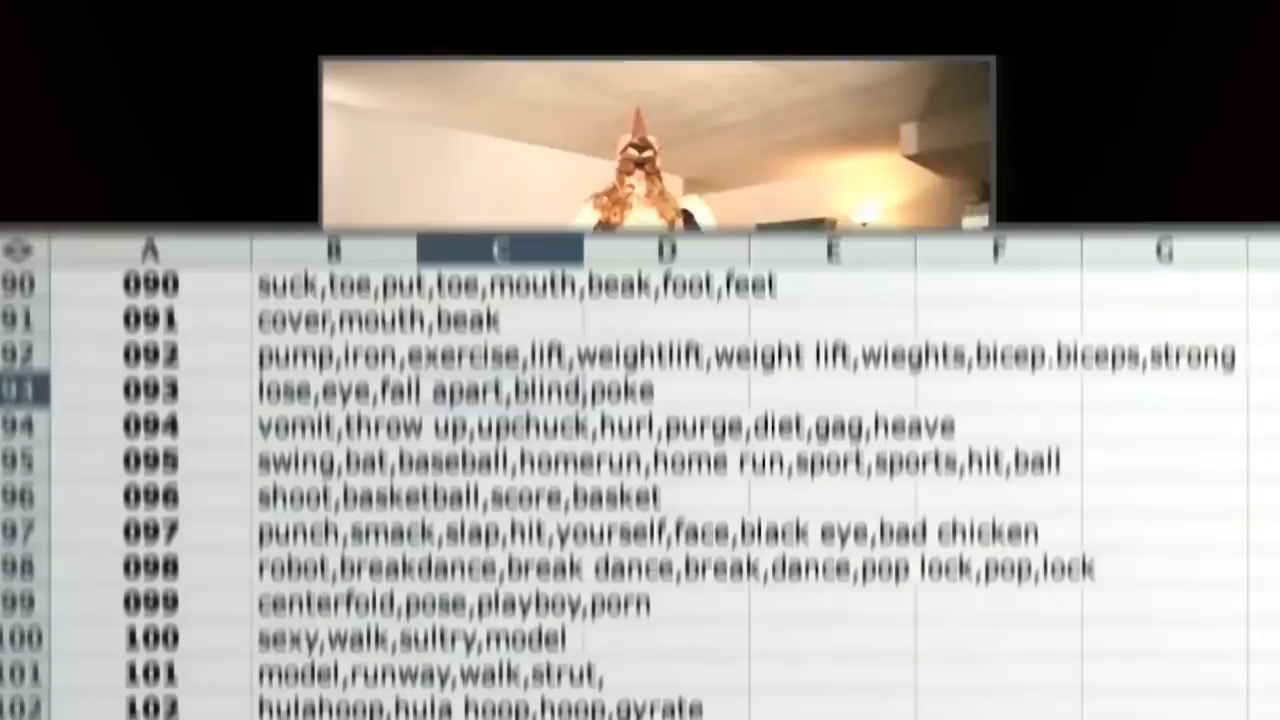 A B C D E F G
90 090 suck,toe,put,toe,mouth,beak,foot,feet
91 091 cover,mouth,beak
92 092 pump,iron,exercise,lift,weightlift,weight lift,wieghts,bicep.biceps,strong
93 093 lose,eye,fall apart,blind,poke
94 094 vomit,throw up,upchuck,hurl,purge,diet,gag,heave
95 095 swing,bat,baseball,homerun,home run,sport,sports,hit,ball
96 096 shoot,basketball,score,basket
97 097 punch,smack,slap,hit,yourself,face,black eye,bad chicken
98 098 robot,breakdance,break dance,break,dance,pop lock,pop,lock
99 099 centerfold,pose,playboy,porn
100 100 sexy,walk,sultry,model
101 101 model,runway,walk,strut,
102 102 hulahoop,hula hoop,hoop,gyrate